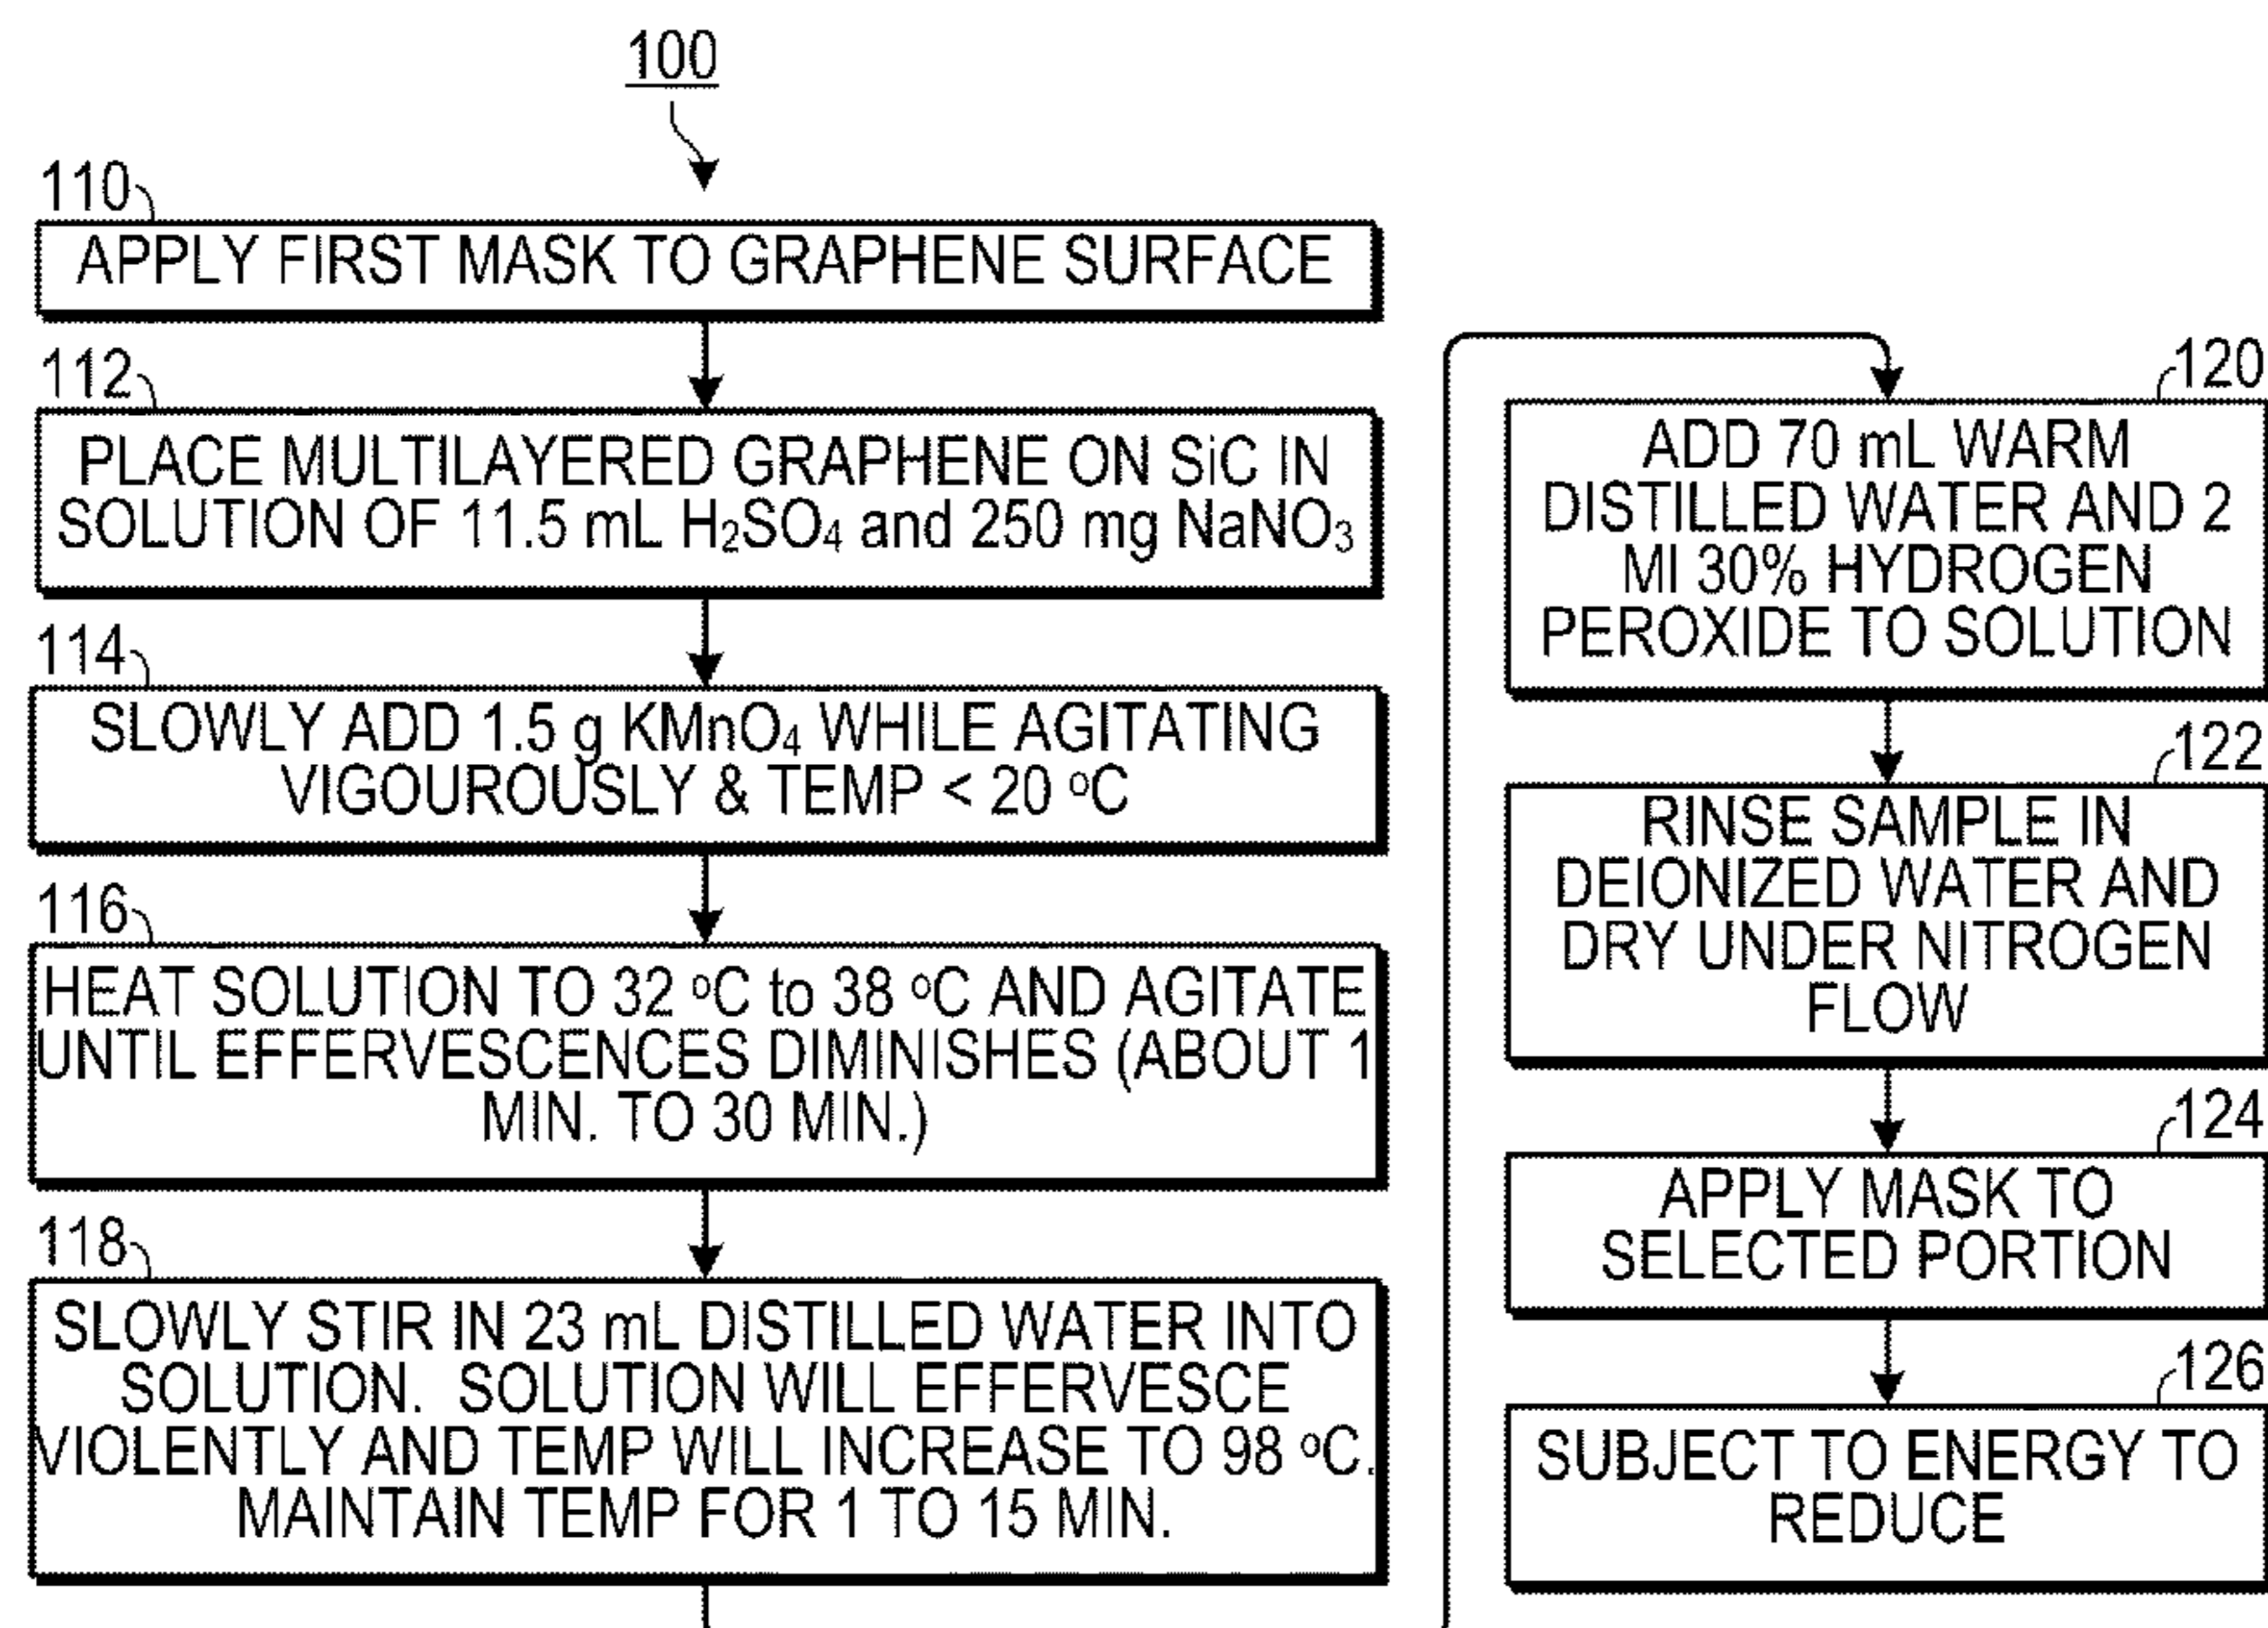 100
110
APPLY FIRST MASK TO GRAPHENE SURFACE
112
PLACE MULTILAYERED GRAPHENE ON SiC IN
SOLUTION OF 11.5 mL H₂SO₄ and 250 mg NaNO₃
114
SLOWLY ADD 1.5 g KMnO₄ WHILE AGITATING
VIGOUROUSLY & TEMP < 20 ºC
116
HEAT SOLUTION TO 32 ºC to 38 ºC AND AGITATE
UNTIL EFFERVESCENCES DIMINISHES (ABOUT 1
MIN. TO 30 MIN.)
118
SLOWLY STIR IN 23 mL DISTILLED WATER INTO
SOLUTION. SOLUTION WILL EFFERVESCE
VIOLENTLY AND TEMP WILL INCREASE TO 98 ºC.
MAINTAIN TEMP FOR 1 TO 15 MIN.
120
ADD 70 mL WARM
DISTILLED WATER AND 2
MI 30% HYDROGEN
PEROXIDE TO SOLUTION
122
RINSE SAMPLE IN
DEIONIZED WATER AND
DRY UNDER NITROGEN
FLOW
124
APPLY MASK TO
SELECTED PORTION
126
SUBJECT TO ENERGY TO
REDUCE